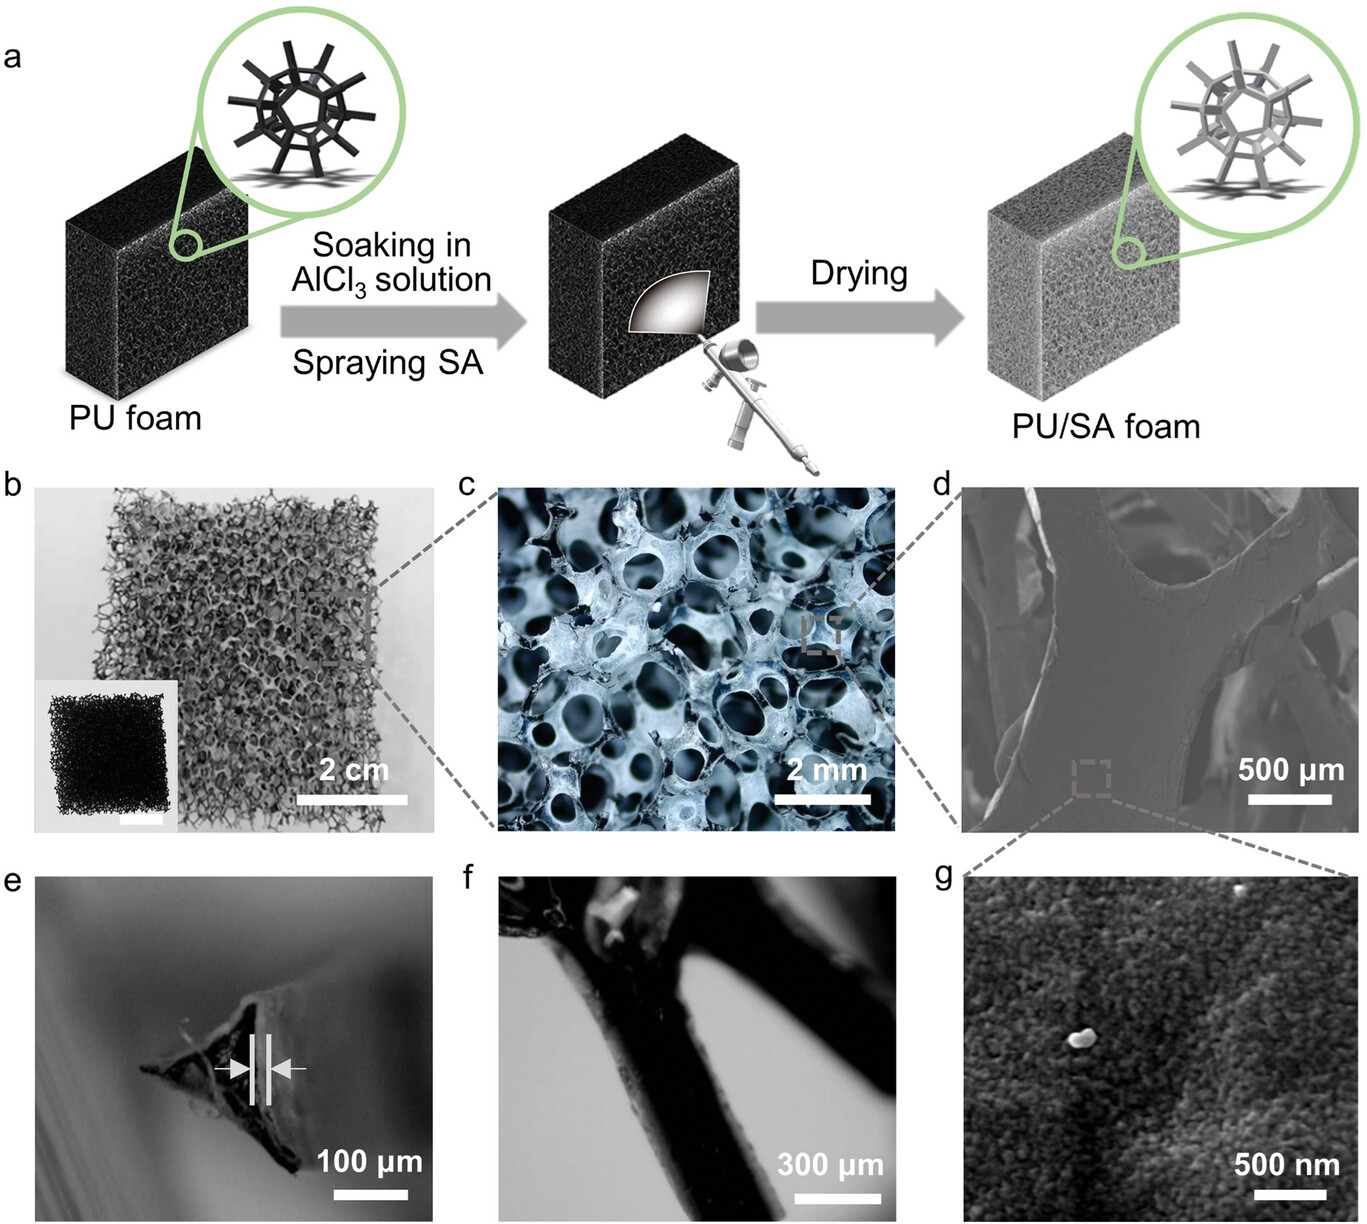 a
Soaking in
AlCl₃ solution
Spraying SA
Drying
PU foam
PU/SA foam
b
2 cm
c
2 mm
d
500 µm
e
100 µm
f
300 µm
g
500 nm